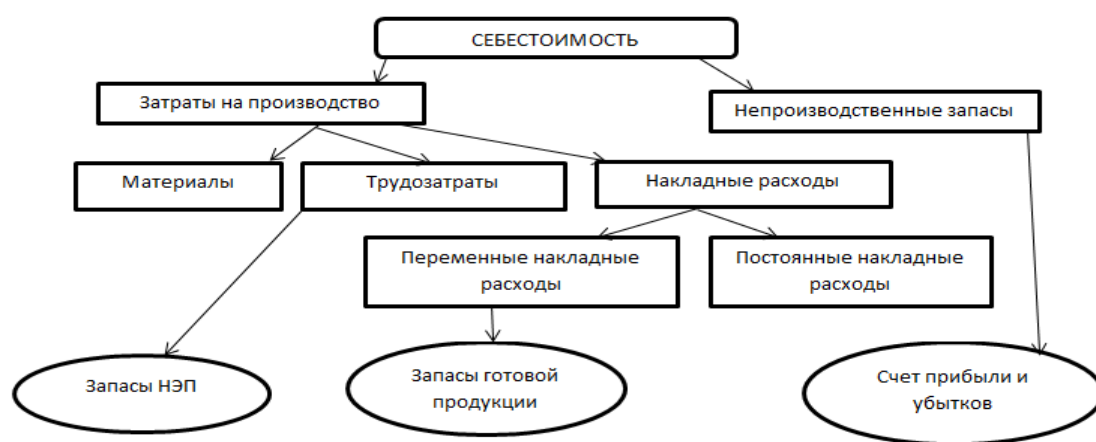 СЕБЕСТОИМОСТЬ
Затраты на производство
Непроизводственные запасы
Материалы
Трудозатраты
Накладные расходы
Переменные накладные
расходы
Постоянные накладные
расходы
Запасы НЭП
Запасы готовой
продукции
Счет прибыли и
убытков